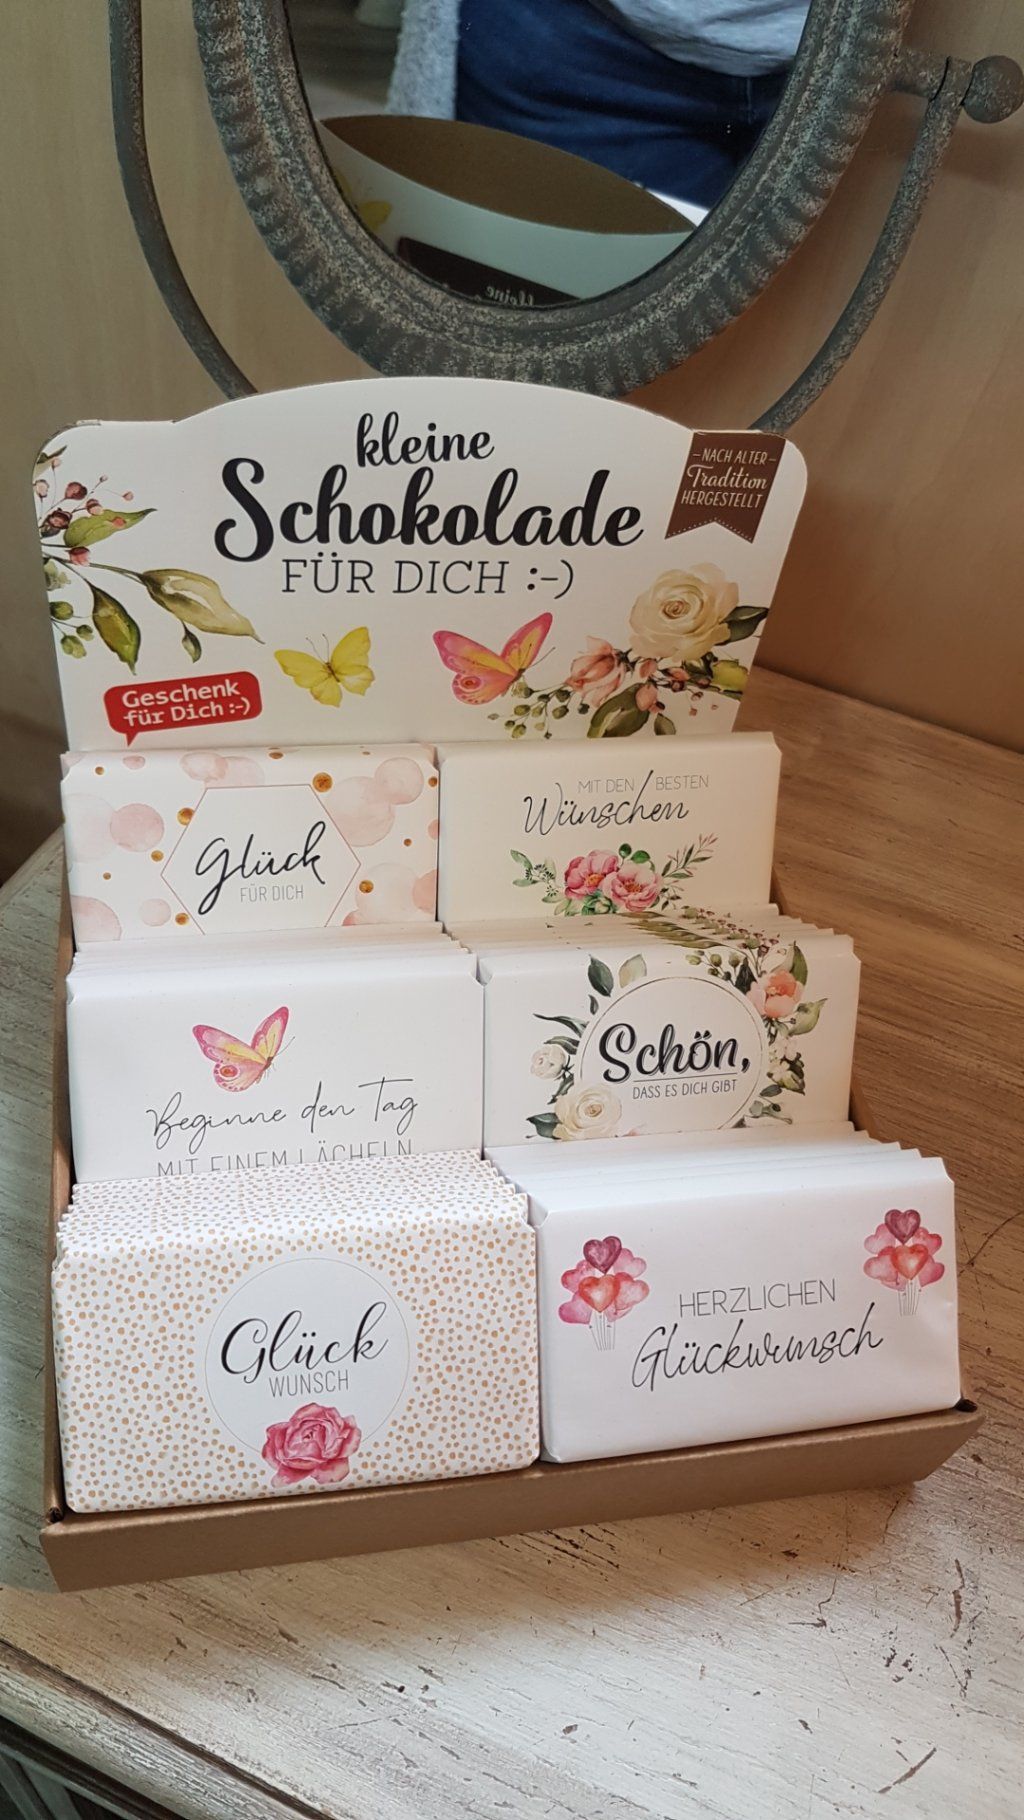 kleine
Schokolade
FÜR DICH :-)
– NACH ALTER –
Tradition
HERGESTELLT
Geschenk
für Dich :-)
Glück
FÜR DICH
MIT DEN BESTEN
Wünschen
Beginne den Tag
MIT EINEM LÄCHELN
Schön,
DASS ES DICH GIBT
Glück
WUNSCH
HERZLICHEN
Glückwunsch